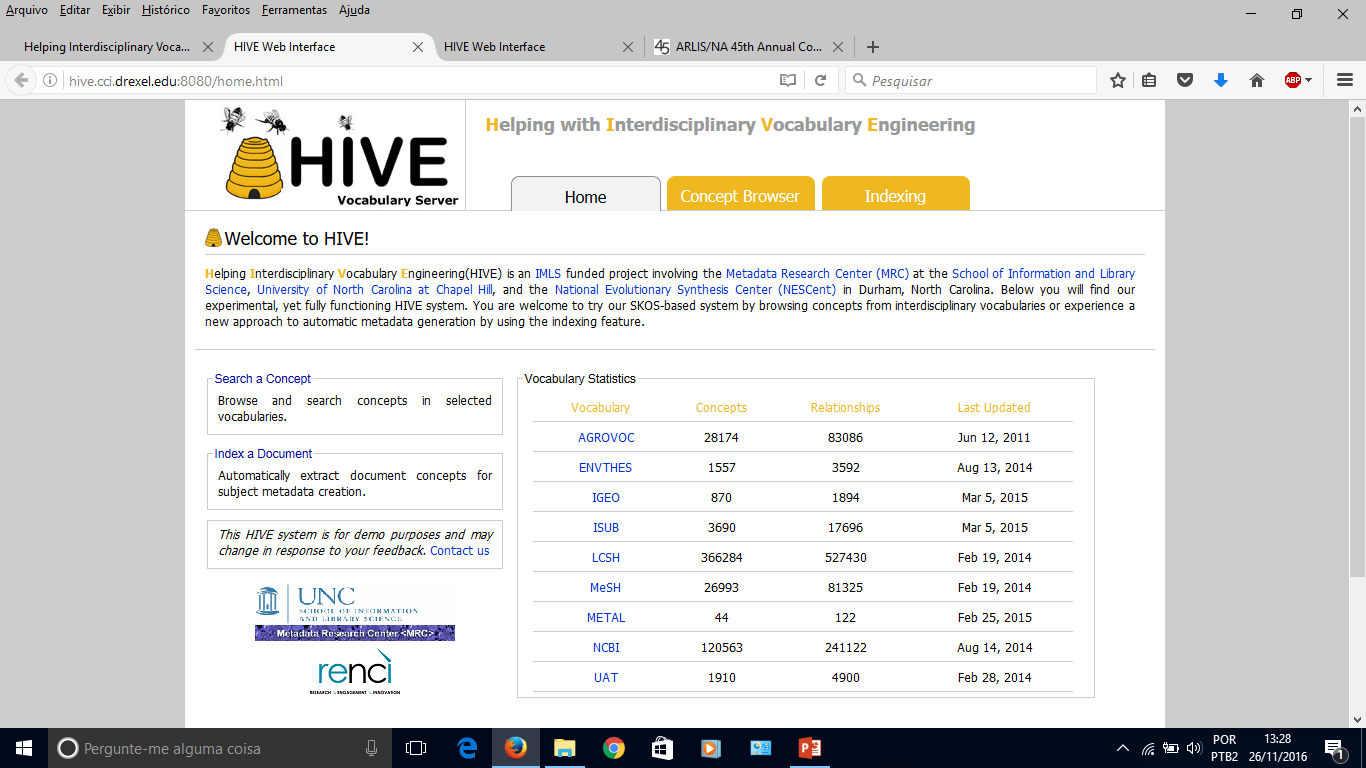 Arquivo Editar Exibir Histórico Favoritos Ferramentas Ajuda
Helping Interdisciplinary Voca... HIVE Web Interface HIVE Web Interface 45 ARLIS/NA 45th Annual Co...
hive.cci.drexel.edu:8080/home.html Pesquisar ABP
HIVE
Vocabulary Server
Helping with Interdisciplinary Vocabulary Engineering
Home Concept Browser Indexing
Welcome to HIVE!
Helping Interdisciplinary Vocabulary Engineering(HIVE) is an IMLS funded project involving the Metadata Research Center (MRC) at the School of Information and Library
Science, University of North Carolina at Chapel Hill, and the National Evolutionary Synthesis Center (NESCent) in Durham, North Carolina. Below you will find our
experimental, yet fully functioning HIVE system. You are welcome to try our SKOS-based system by browsing concepts from interdisciplinary vocabularies or experience a
new approach to automatic metadata generation by using the indexing feature.
Search a Concept
Browse and search concepts in selected
vocabularies.
Index a Document
Automatically extract document concepts for
subject metadata creation.
This HIVE system is for demo purposes and may
change in response to your feedback. Contact us
UNC
SCHOOL OF INFORMATION
AND LIBRARY SCIENCE
Metadata Research Center <MRC>
renci
RESEARCH \ ENGAGEMENT \ INNOVATION
Vocabulary Statistics
Vocabulary Concepts Relationships Last Updated
AGROVOC 28174 83086 Jun 12, 2011
ENVTHES 1557 3592 Aug 13, 2014
IGEO 870 1894 Mar 5, 2015
ISUB 3690 17696 Mar 5, 2015
LCSH 366284 527430 Feb 19, 2014
MeSH 26993 81325 Feb 19, 2014
METAL 44 122 Feb 25, 2015
NCBI 120563 241122 Aug 14, 2014
UAT 1910 4900 Feb 28, 2014
Pergunte-me alguma coisa
POR
PTB2
13:28
26/11/2016
1